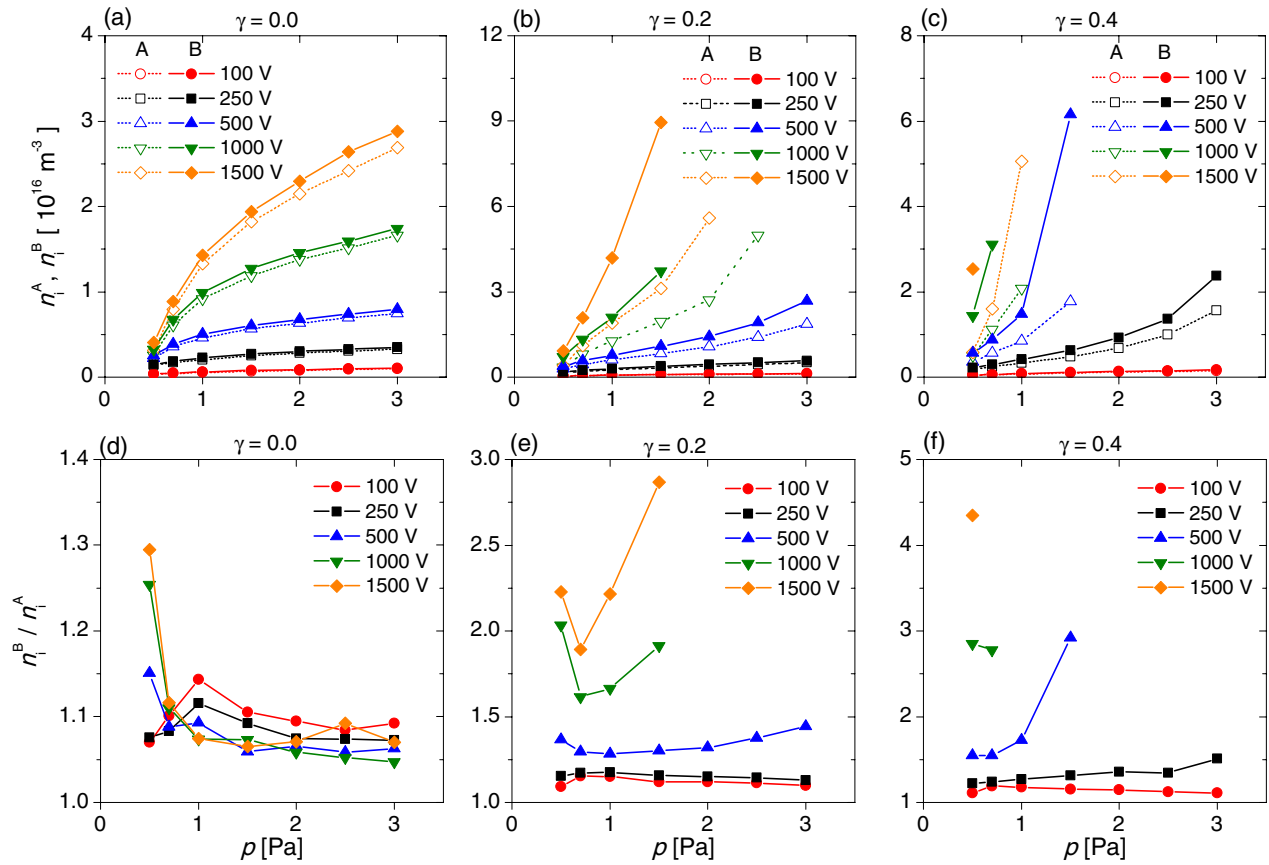 (a) γ = 0.0
A B
100 V
250 V
500 V
1000 V
1500 V
4
3
2
1
0
0 1 2 3
n_i^A, n_i^B [ 10^16 m^-3 ]
(b) γ = 0.2
A B
100 V
250 V
500 V
1000 V
1500 V
12
9
6
3
0
0 1 2 3
(c) γ = 0.4
A B
100 V
250 V
500 V
1000 V
1500 V
8
6
4
2
0
0 1 2 3
(d) γ = 0.0
100 V
250 V
500 V
1000 V
1500 V
1.4
1.3
1.2
1.1
1.0
0 1 2 3
n_i^B / n_i^A
p [Pa]
(e) γ = 0.2
100 V
250 V
500 V
1000 V
1500 V
3.0
2.5
2.0
1.5
1.0
0 1 2 3
p [Pa]
(f) γ = 0.4
100 V
250 V
500 V
1000 V
1500 V
5
4
3
2
1
0 1 2 3
p [Pa]